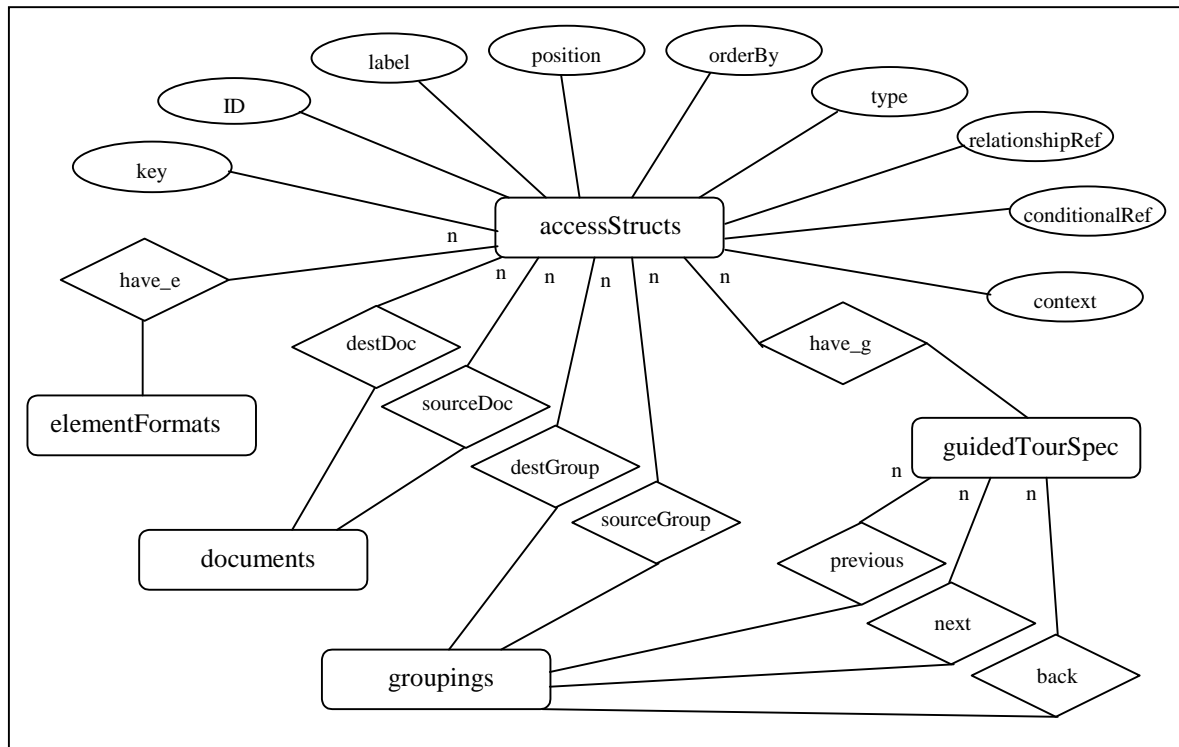 position
orderBy
label
type
ID
relationshipRef
key
conditionalRef
accessStructs
n
have_e
n
n
n
n
n
context
destDoc
have_g
sourceDoc
elementFormats
destGroup
guidedTourSpec
n
n
n
sourceGroup
documents
previous
next
groupings
back